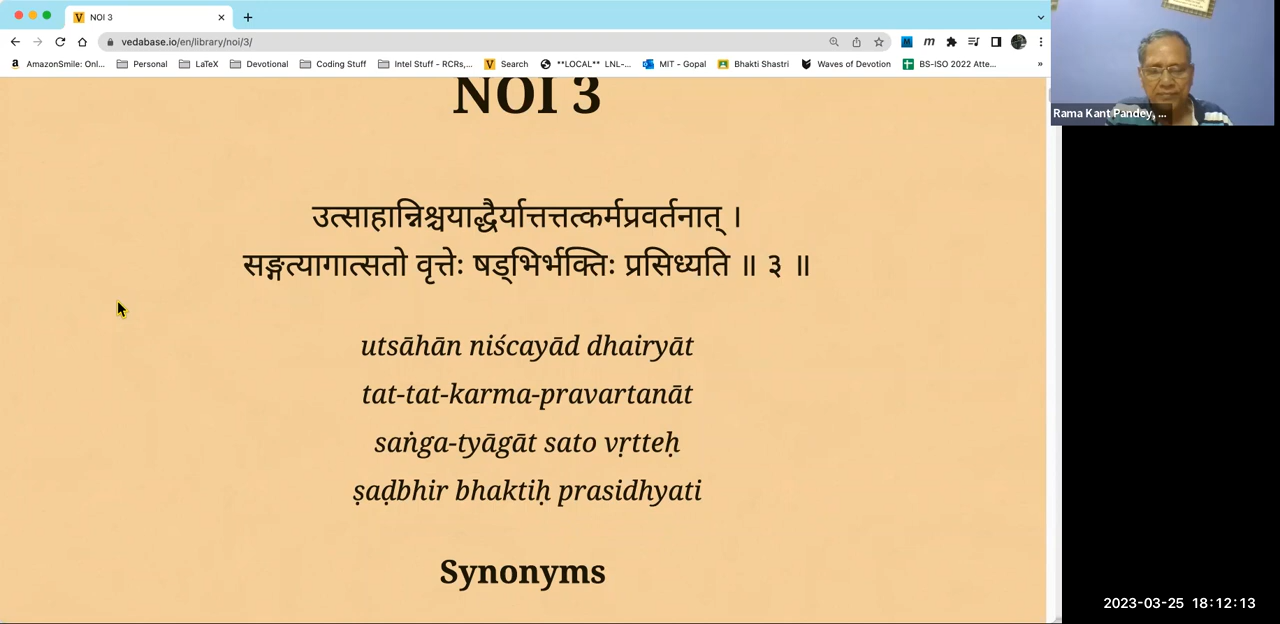 NOI 3
vedabase.io/en/library/noi/3/
AmazonSmile: Onl... Personal LaTeX Devotional Coding Stuff Intel Stuff - RCRs,... Search **LOCAL** LNL-... MIT - Gopal Bhakti Shastri Waves of Devotion BS-ISO 2022 Atte... »
NOI 3
उत्साहान्निश्चयाद्धैर्यात्तत्तत्कर्मप्रवर्तनात् ।
सङ्गत्यागात्सतो वृत्तेः षड्‍भिर्भक्तिः प्रसिध्यति ॥ ३ ॥
utsāhān niścayād dhairyāt
tat-tat-karma-pravartanāt
saṅga-tyāgāt sato vṛtteḥ
ṣaḍbhir bhaktiḥ prasidhyati
Synonyms
Rama Kant Pandey, ...
2023-03-25 18:12:13